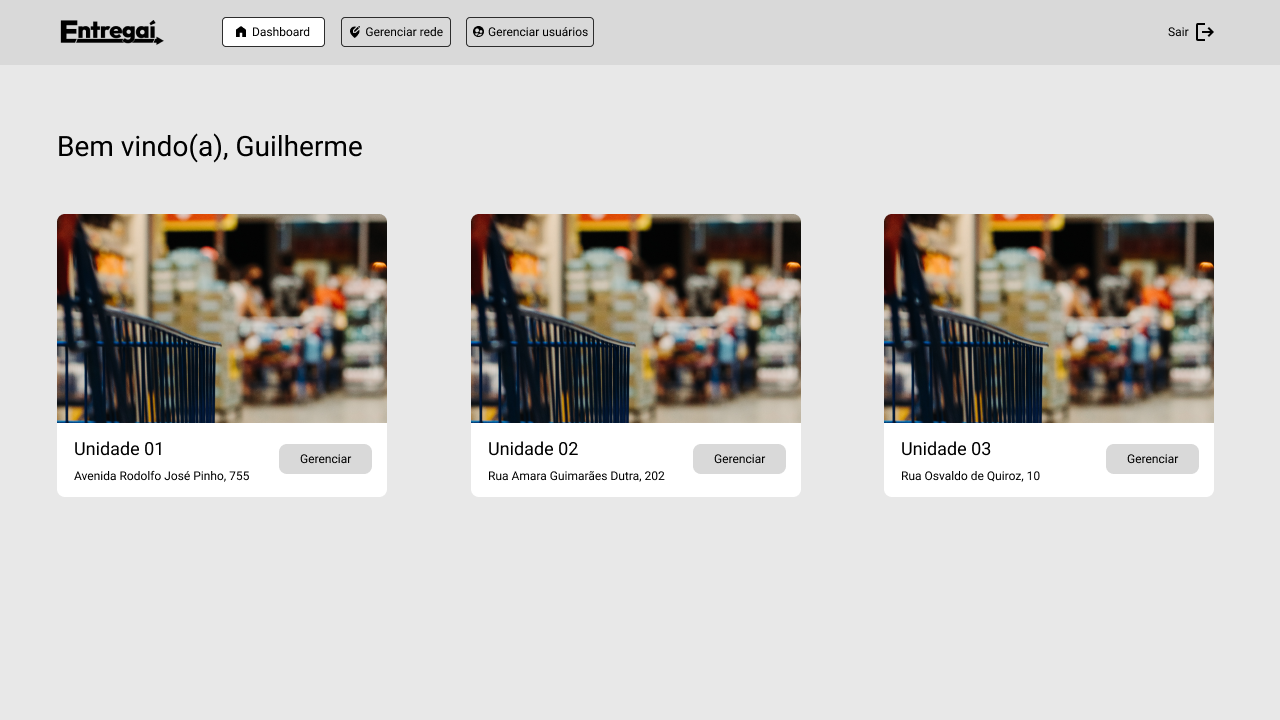 Entregaí
Dashboard
Gerenciar rede
Gerenciar usuários
Sair
Bem vindo(a), Guilherme
Unidade 01
Avenida Rodolfo José Pinho, 755
Gerenciar
Unidade 02
Rua Amara Guimarães Dutra, 202
Gerenciar
Unidade 03
Rua Osvaldo de Quiroz, 10
Gerenciar